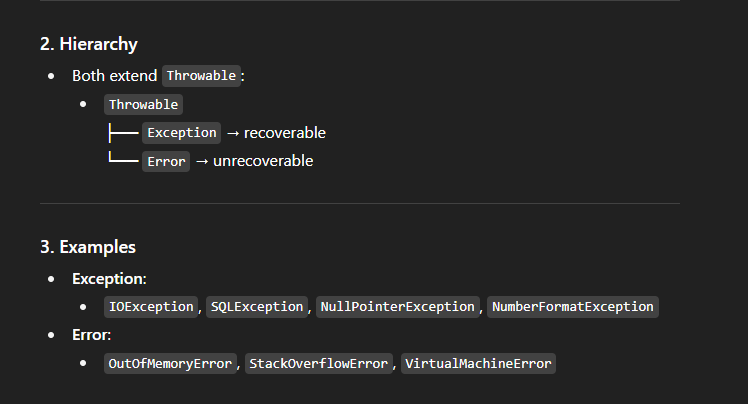 2. Hierarchy
• Both extend Throwable:
• Throwable
├── Exception → recoverable
└── Error → unrecoverable
3. Examples
• Exception:
• IOException, SQLException, NullPointerException, NumberFormatException
• Error:
• OutOfMemoryError, StackOverflowError, VirtualMachineError